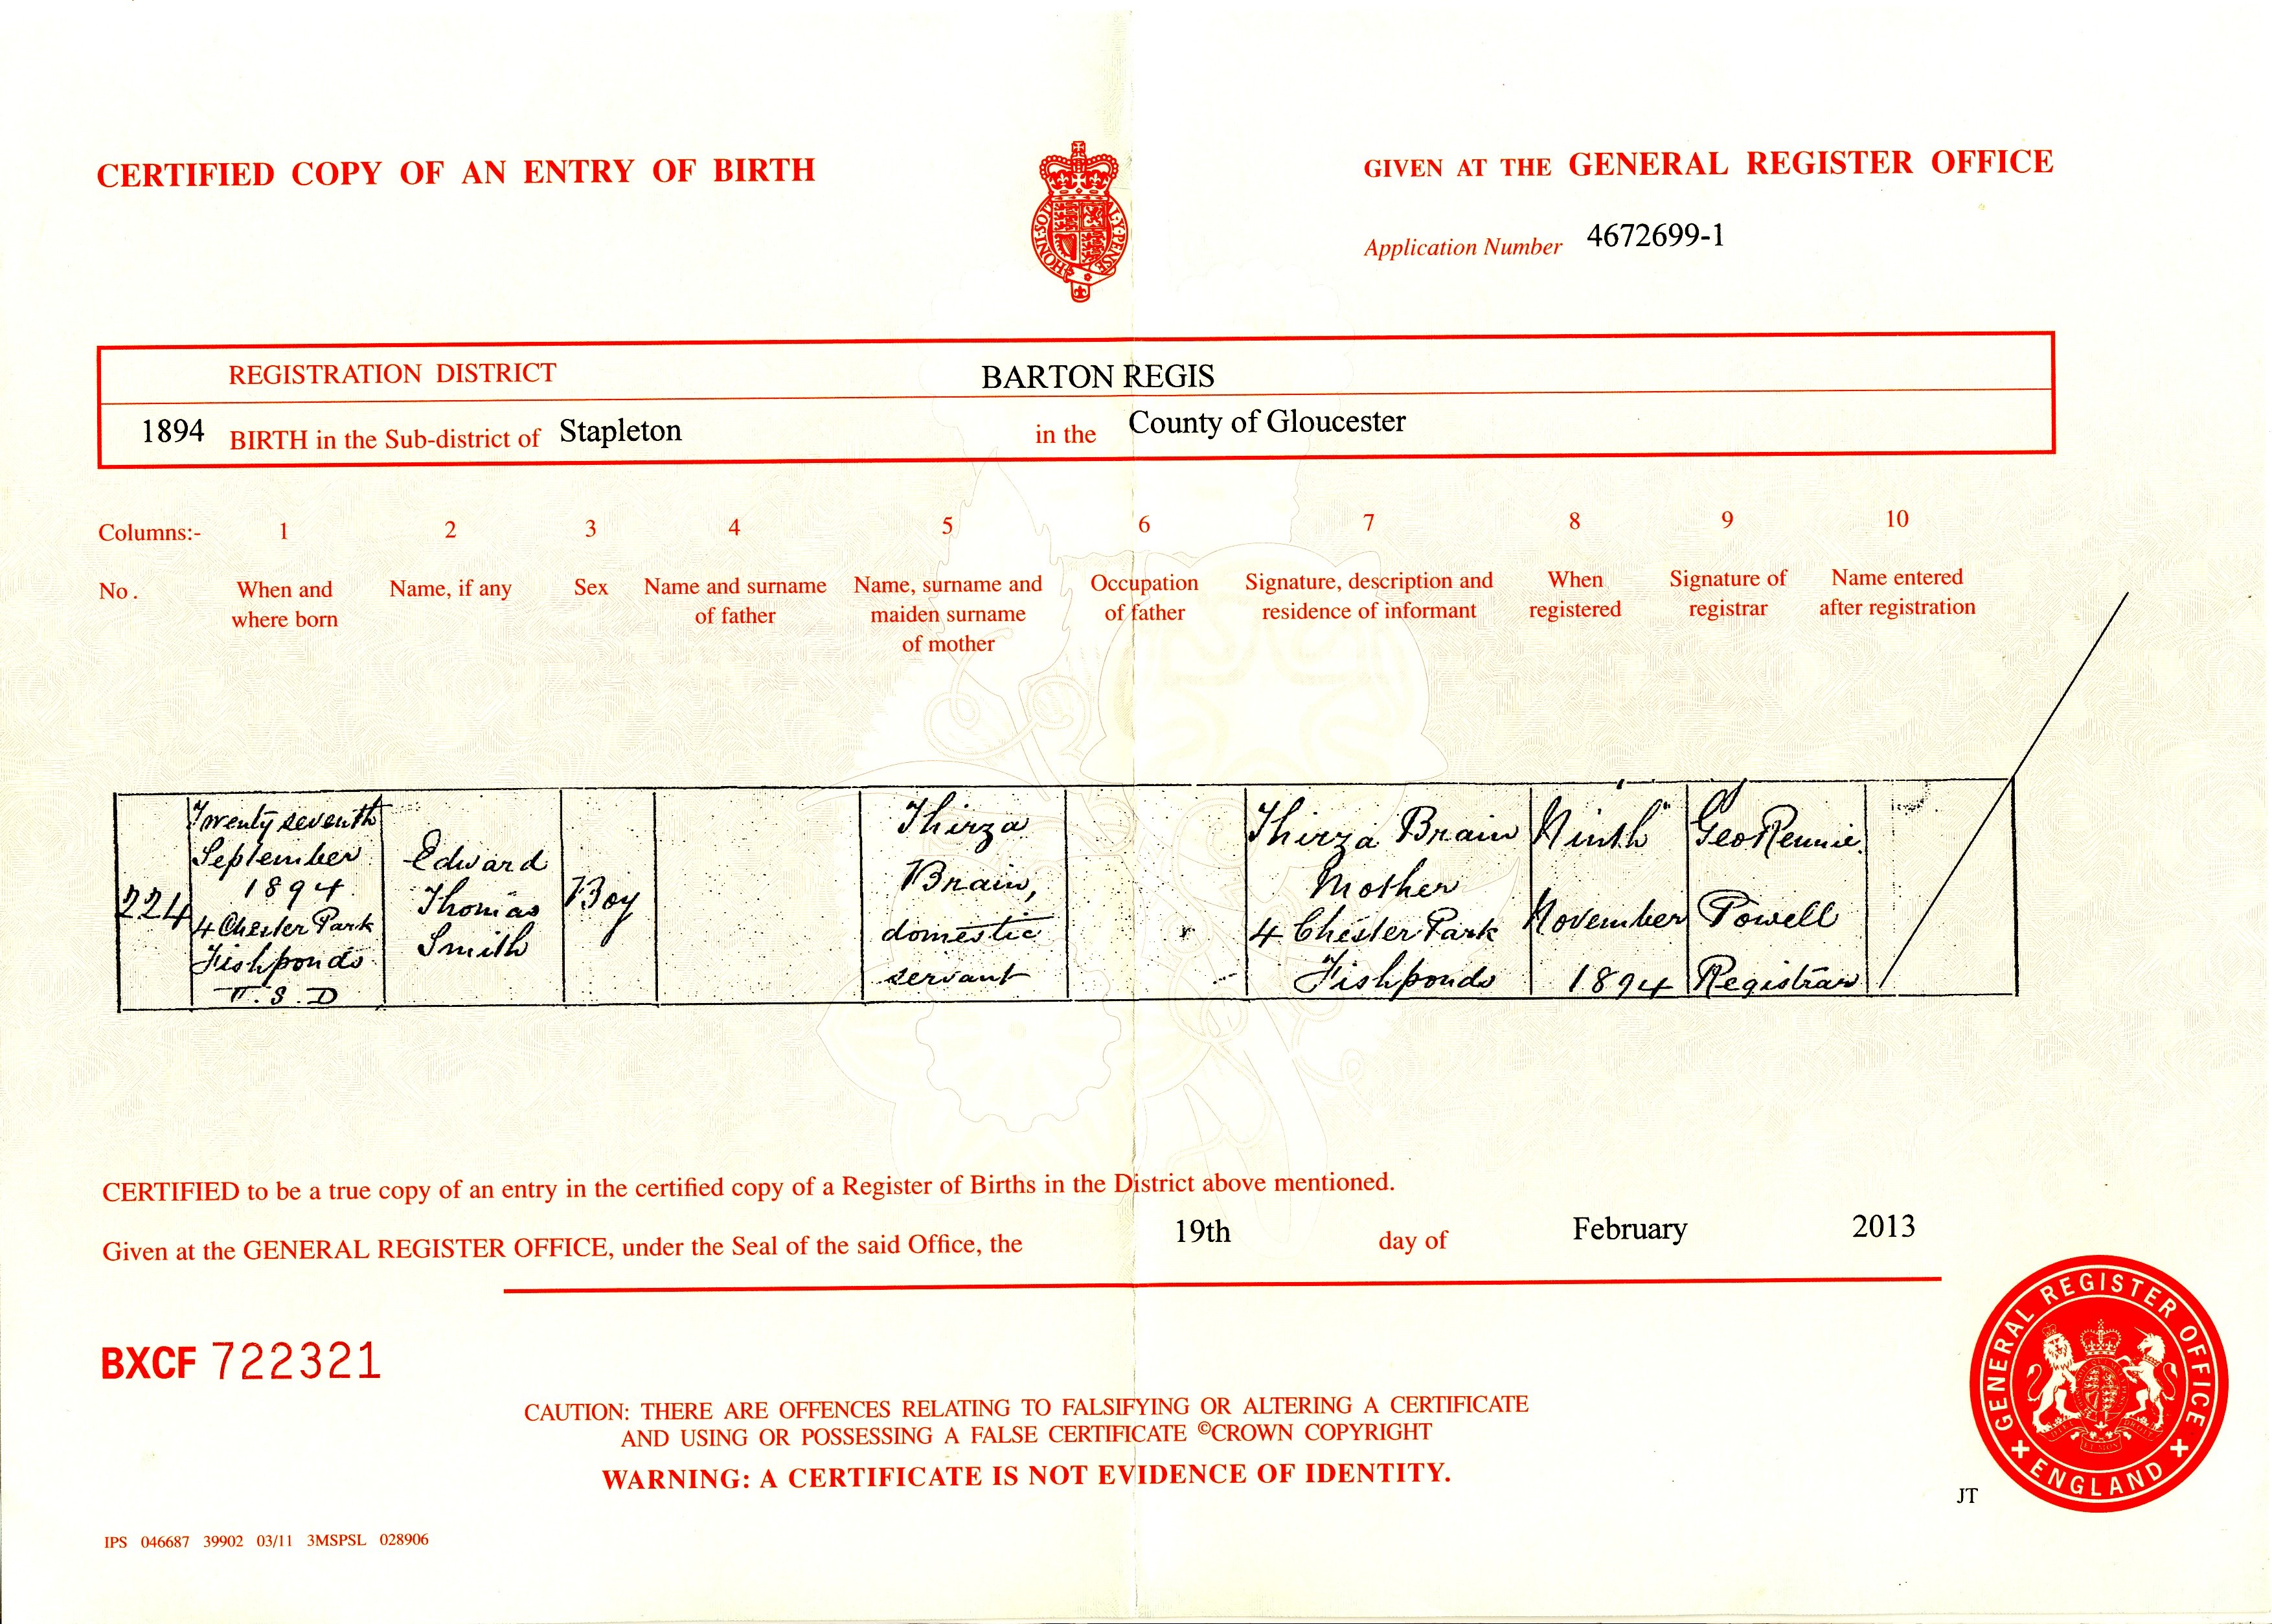 CERTIFIED COPY OF AN ENTRY OF BIRTH
GIVEN AT THE GENERAL REGISTER OFFICE
HONI·SOIT AL·Y·PENSE
Application Number 4672699-1
REGISTRATION DISTRICT BARTON REGIS
1894 BIRTH in the Sub-district of Stapleton in the County of Gloucester
Columns:- 1 2 3 4 5 6 7 8 9 10
No. When and where born
Name, if any
Sex
Name and surname of father
Name, surname and maiden surname of mother
Occupation of father
Signature, description and residence of informant
When registered
Signature of registrar
Name entered after registration
224
Twenty seventh
September
1894
4 Chester Park
Fishponds
S.D
Edward
Thomas
Smith
Boy
Thirza
Brain,
domestic
servant
Thirza Brain
Mother
4 Chester Park
Fishponds
Ninth
November
1894
Geo Rennie
Powell
Registrar
CERTIFIED to be a true copy of an entry in the certified copy of a Register of Births in the District above mentioned.
Given at the GENERAL REGISTER OFFICE, under the Seal of the said Office, the 19th day of February 2013
BXCF 722321
CAUTION: THERE ARE OFFENCES RELATING TO FALSIFYING OR ALTERING A CERTIFICATE
AND USING OR POSSESSING A FALSE CERTIFICATE ©CROWN COPYRIGHT
WARNING: A CERTIFICATE IS NOT EVIDENCE OF IDENTITY.
GENERAL REGISTER OFFICE
ENGLAND
JT
IPS 046687 39902 03/11 3MSPSL 028906